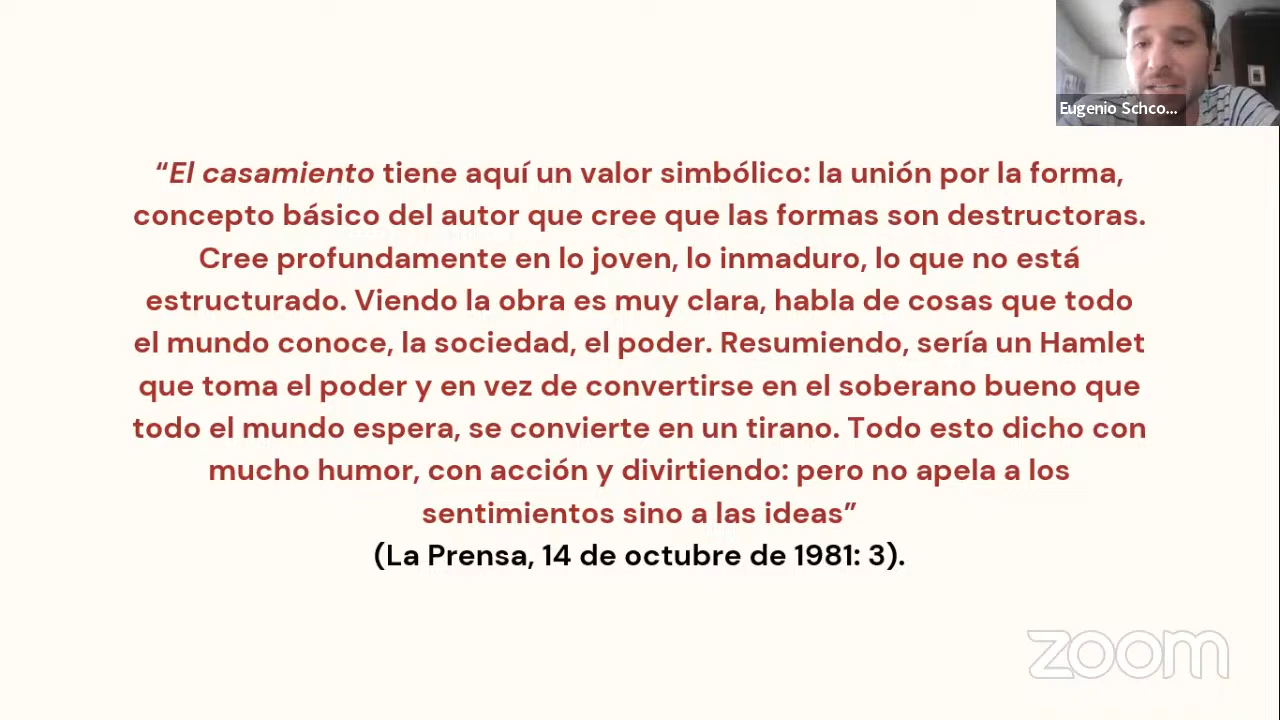 Eugenio Schco...
“El casamiento tiene aquí un valor simbólico: la unión por la forma,
concepto básico del autor que cree que las formas son destructoras.
Cree profundamente en lo joven, lo inmaduro, lo que no está
estructurado. Viendo la obra es muy clara, habla de cosas que todo
el mundo conoce, la sociedad, el poder. Resumiendo, sería un Hamlet
que toma el poder y en vez de convertirse en el soberano bueno que
todo el mundo espera, se convierte en un tirano. Todo esto dicho con
mucho humor, con acción y divirtiendo: pero no apela a los
sentimientos sino a las ideas”
(La Prensa, 14 de octubre de 1981: 3).
zoom